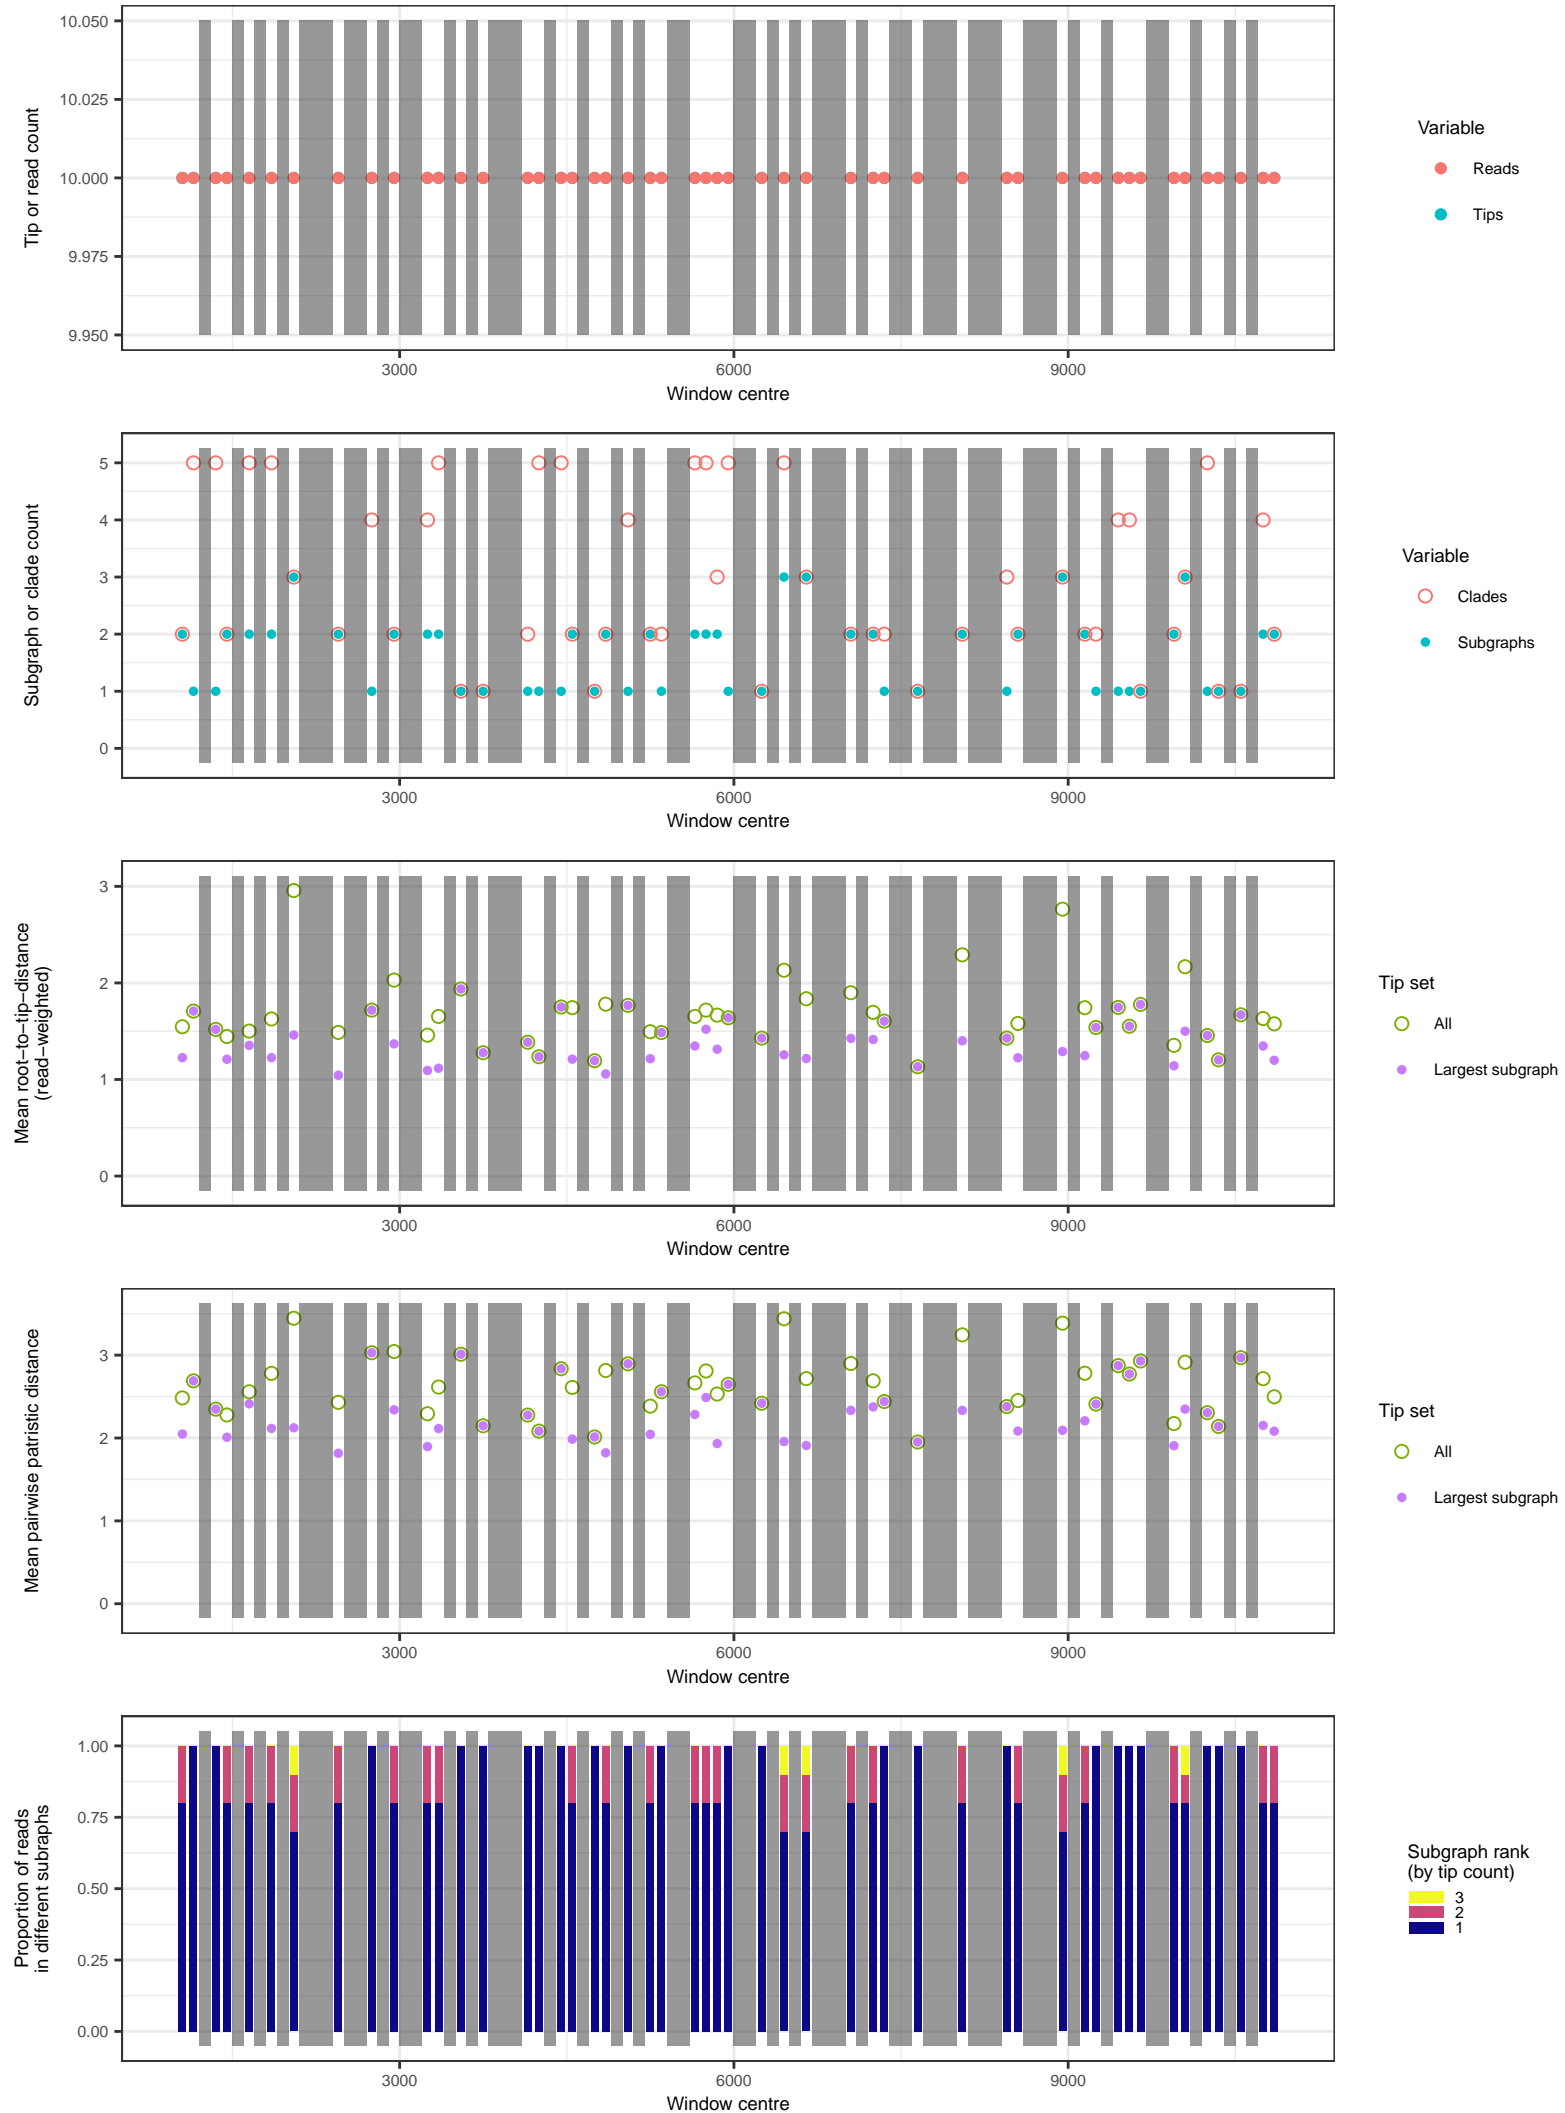 10.050
10.025
10.000
9.975
9.950
Tip or read count
3000
6000
9000
Window centre
Variable
Reads
Tips
5
4
3
2
1
0
Subgraph or clade count
3000
6000
9000
Window centre
Variable
Clades
Subgraphs
3
2
1
0
Mean root−to−tip−distance
(read−weighted)
3000
6000
9000
Window centre
Tip set
All
Largest subgraph
3
2
1
0
Mean pairwise patristic distance
3000
6000
9000
Window centre
Tip set
All
Largest subgraph
1.00
0.75
0.50
0.25
0.00
Proportion of reads
in different subraphs
3000
6000
9000
Window centre
Subgraph rank
(by tip count)
3
2
1